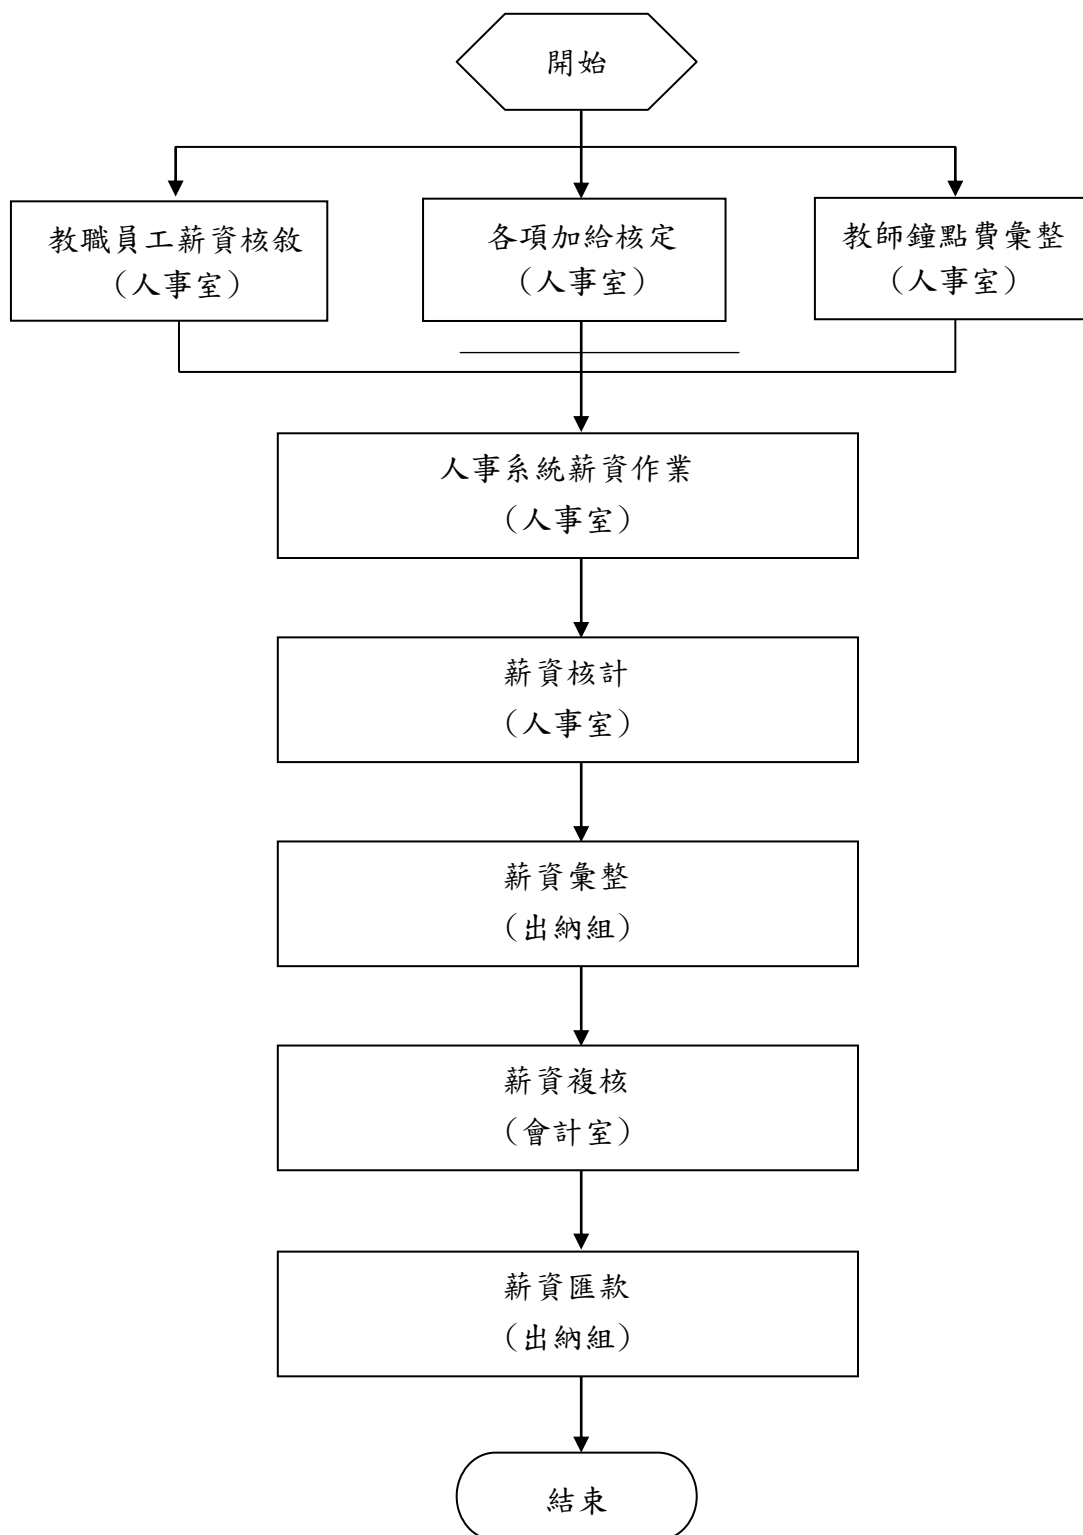 開始
教職員工薪資核敘
(人事室)
各項加給核定
(人事室)
教師鐘點費彙整
(人事室)
人事系統薪資作業
(人事室)
薪資核計
(人事室)
薪資彙整
(出納組)
薪資複核
(會計室)
薪資匯款
(出納組)
結束